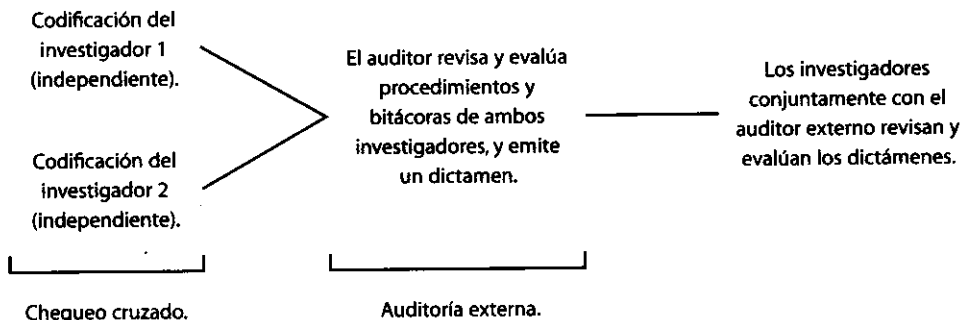 Codificación del
investigador 1
(independiente).
Codificación del
investigador 2
(independiente).
Chequeo cruzado.
El auditor revisa y evalúa
procedimientos y
bitácoras de ambos
investigadores, y emite
un dictamen.
Auditoría externa.
Los investigadores
conjuntamente con el
auditor externo revisan y
evalúan los dictámenes.